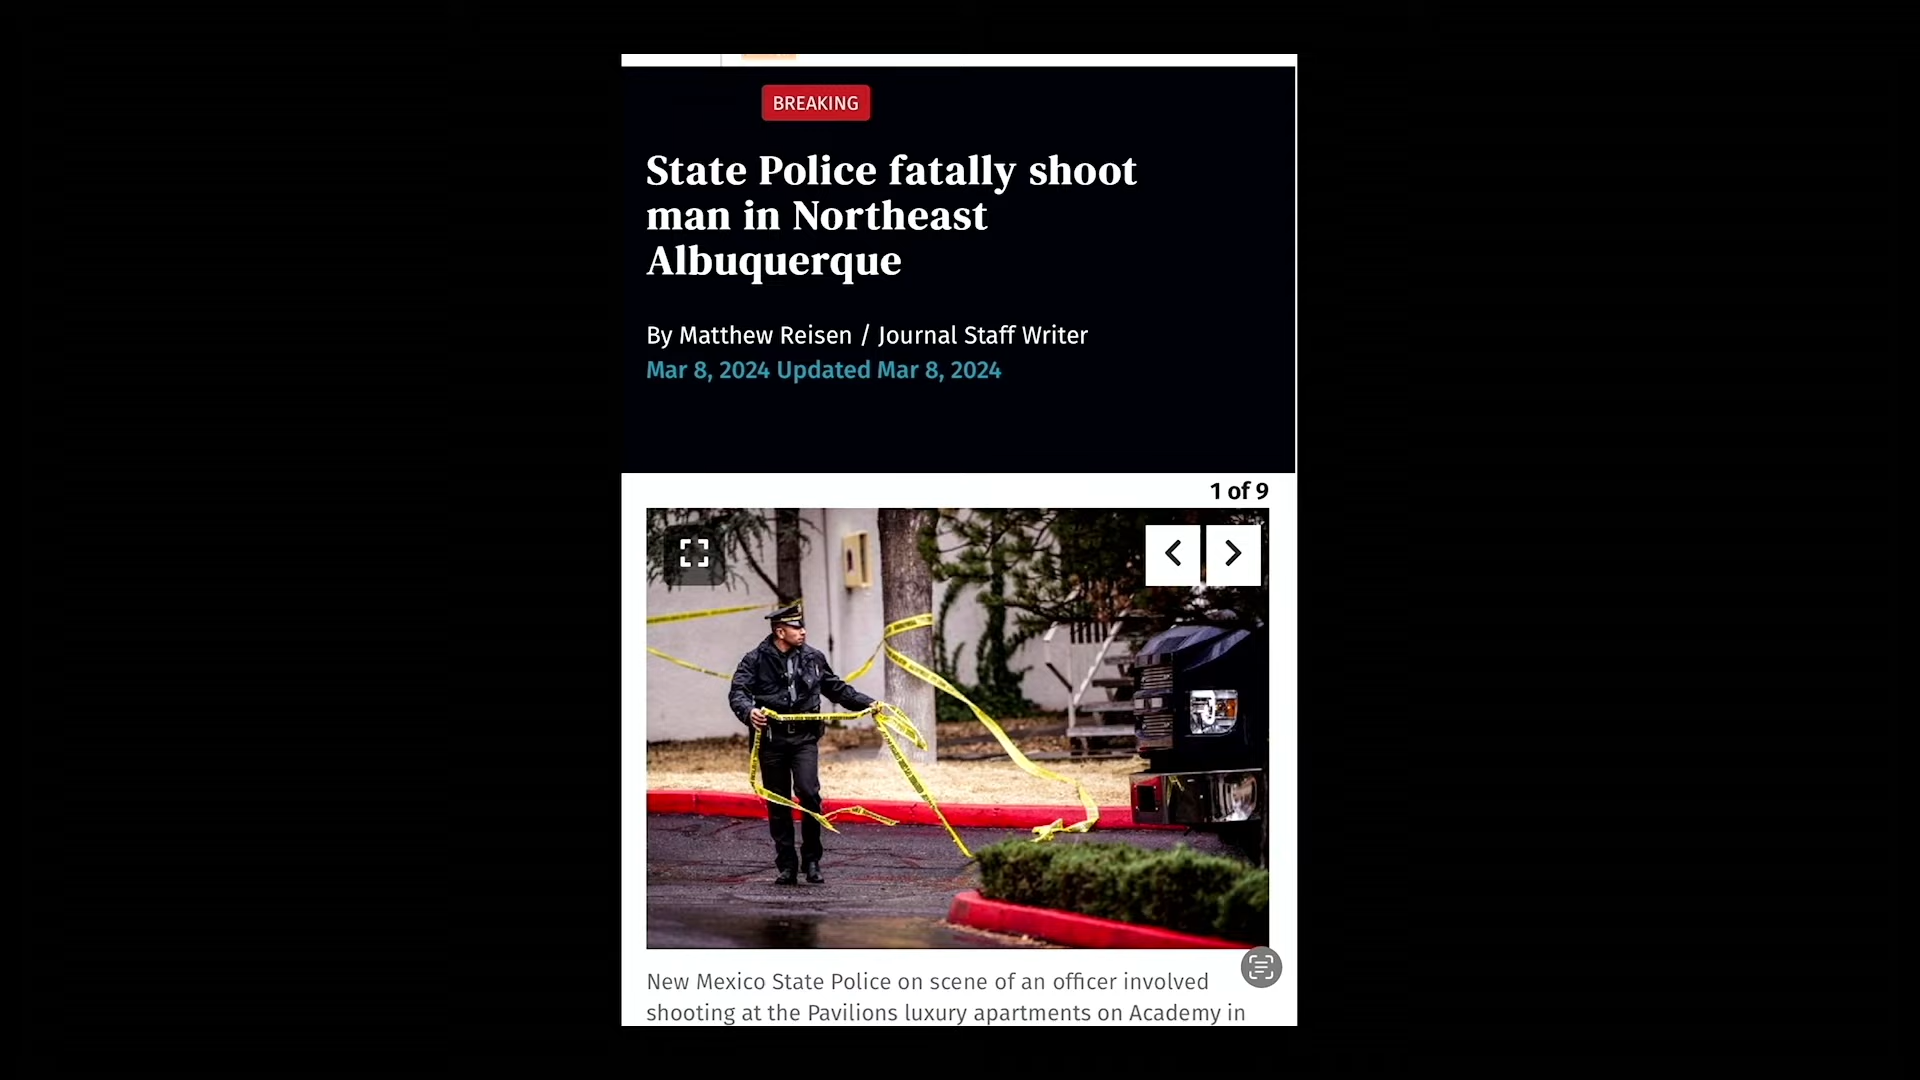 BREAKING
State Police fatally shoot
man in Northeast
Albuquerque
By Matthew Reisen / Journal Staff Writer
Mar 8, 2024 Updated Mar 8, 2024
1 of 9
New Mexico State Police on scene of an officer involved
shooting at the Pavilions luxury apartments on Academy in